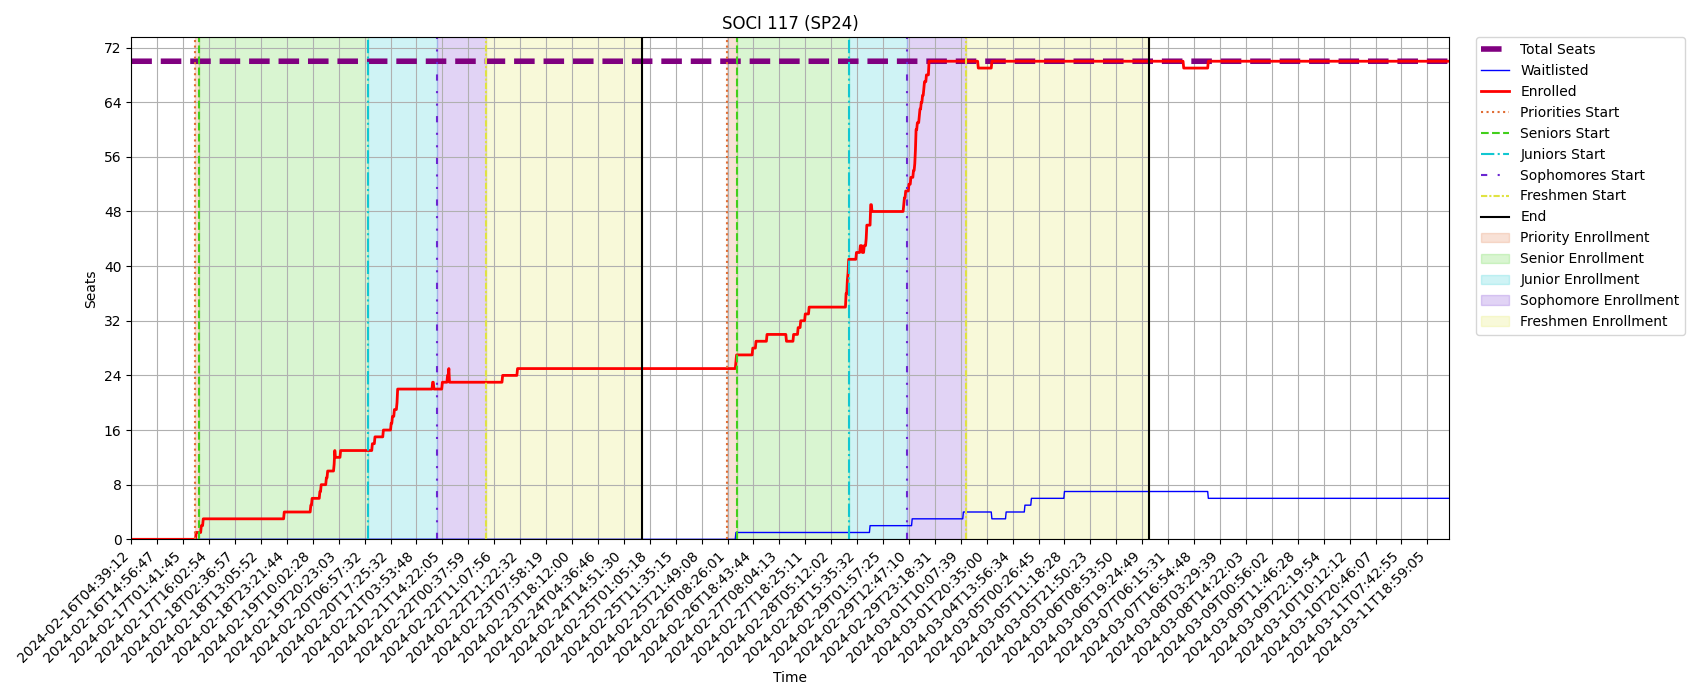 SOCI 117 (SP24)
Seats
72
64
56
48
40
32
24
16
8
0
2024-02-16T04:39:12
2024-02-16T14:56:47
2024-02-17T01:41:45
2024-02-17T16:02:54
2024-02-18T02:36:57
2024-02-18T13:05:52
2024-02-18T23:21:44
2024-02-19T10:02:28
2024-02-19T20:23:03
2024-02-20T06:57:32
2024-02-20T17:25:32
2024-02-21T03:53:48
2024-02-21T14:22:05
2024-02-22T00:37:59
2024-02-22T11:07:56
2024-02-22T21:22:32
2024-02-23T07:58:19
2024-02-23T18:12:00
2024-02-24T04:36:46
2024-02-24T14:51:30
2024-02-25T01:05:18
2024-02-25T11:35:15
2024-02-25T21:49:08
2024-02-26T08:26:01
2024-02-26T18:43:44
2024-02-27T08:04:13
2024-02-27T18:25:11
2024-02-28T05:12:02
2024-02-28T15:35:32
2024-02-29T01:57:25
2024-02-29T12:47:10
2024-02-29T23:18:31
2024-03-01T10:07:39
2024-03-01T20:35:00
2024-03-04T13:56:34
2024-03-05T00:26:45
2024-03-05T11:18:28
2024-03-05T21:50:23
2024-03-06T08:53:50
2024-03-06T19:24:49
2024-03-07T06:15:31
2024-03-07T16:54:48
2024-03-08T03:29:39
2024-03-08T14:22:03
2024-03-09T00:56:02
2024-03-09T11:46:28
2024-03-09T22:19:54
2024-03-10T10:12:12
2024-03-10T20:46:07
2024-03-11T07:42:55
2024-03-11T18:59:05
Time
Total Seats
Waitlisted
Enrolled
Priorities Start
Seniors Start
Juniors Start
Sophomores Start
Freshmen Start
End
Priority Enrollment
Senior Enrollment
Junior Enrollment
Sophomore Enrollment
Freshmen Enrollment